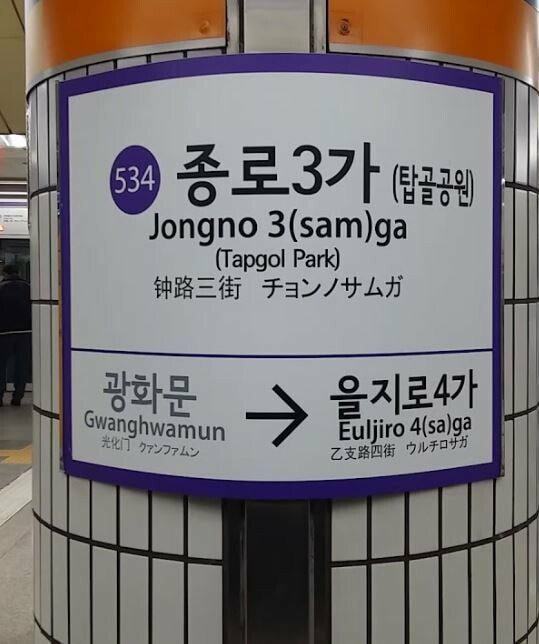 534 종로3가 (탑골공원)
Jongno 3(sam)ga
(Tapgol Park)
钟路三街 チョンノサムガ
광화문
Gwanghwamun
光化门 クァンファムン
→
을지로4가
Euljiro 4(sa)ga
乙支路四街 ウルチロサガ